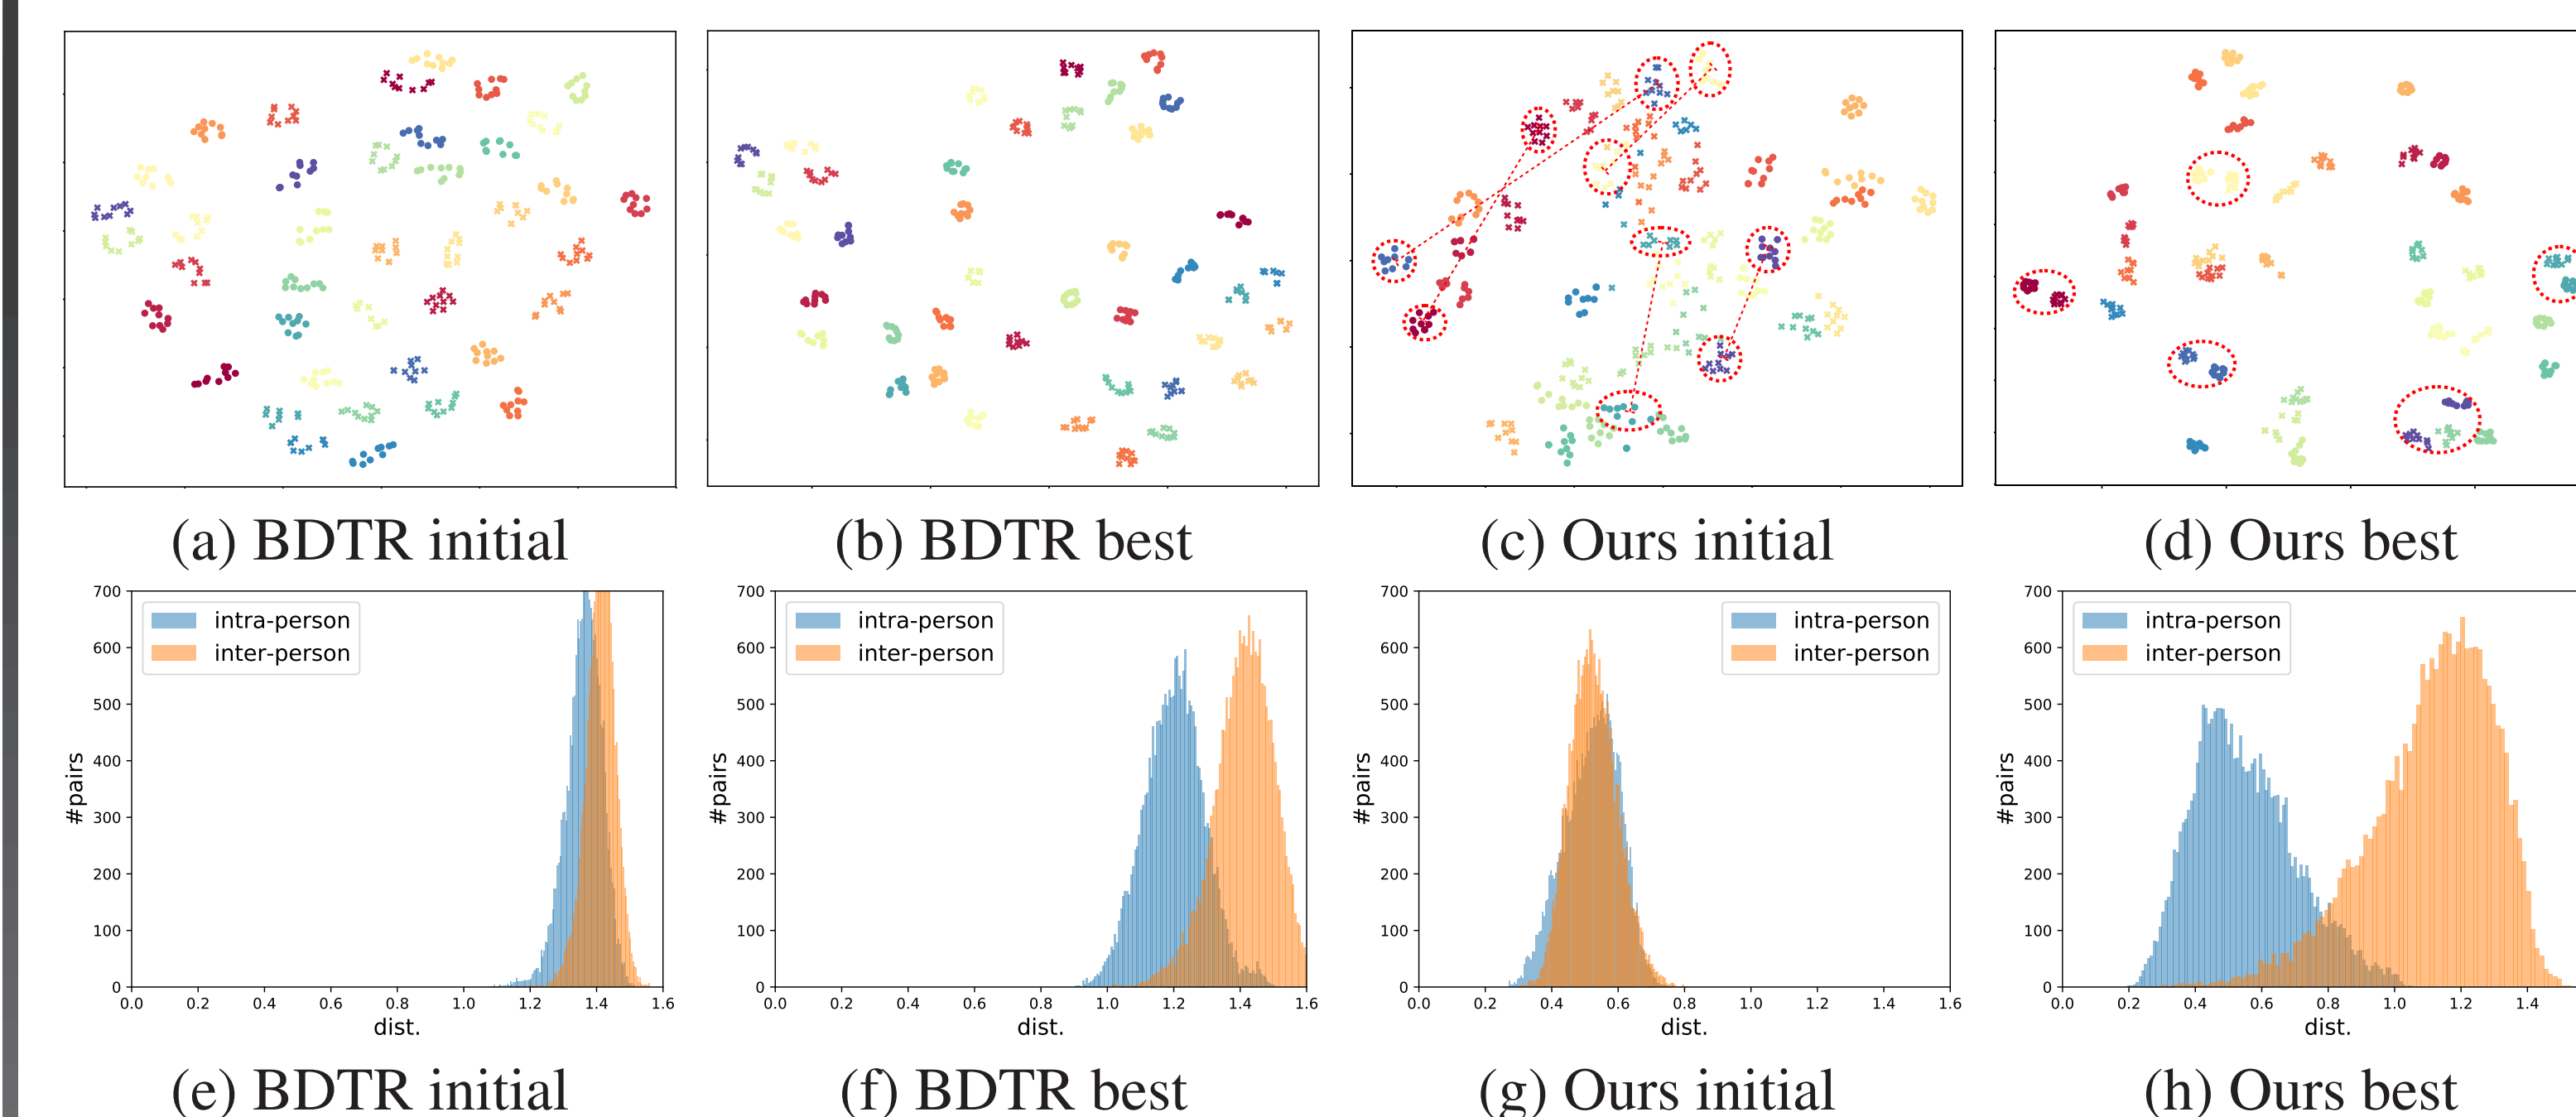 (a) BDTR initial
(b) BDTR best
(c) Ours initial
(d) Ours best
700
600
500
400
300
200
100
0
#pairs
intra-person
inter-person
0.0 0.2 0.4 0.6 0.8 1.0 1.2 1.4 1.6
dist.
(e) BDTR initial
700
600
500
400
300
200
100
0
#pairs
intra-person
inter-person
0.0 0.2 0.4 0.6 0.8 1.0 1.2 1.4 1.6
dist.
(f) BDTR best
700
600
500
400
300
200
100
0
#pairs
intra-person
inter-person
0.0 0.2 0.4 0.6 0.8 1.0 1.2 1.4 1.6
dist.
(g) Ours initial
700
600
500
400
300
200
100
0
#pairs
intra-person
inter-person
0.0 0.2 0.4 0.6 0.8 1.0 1.2 1.4
dist.
(h) Ours best